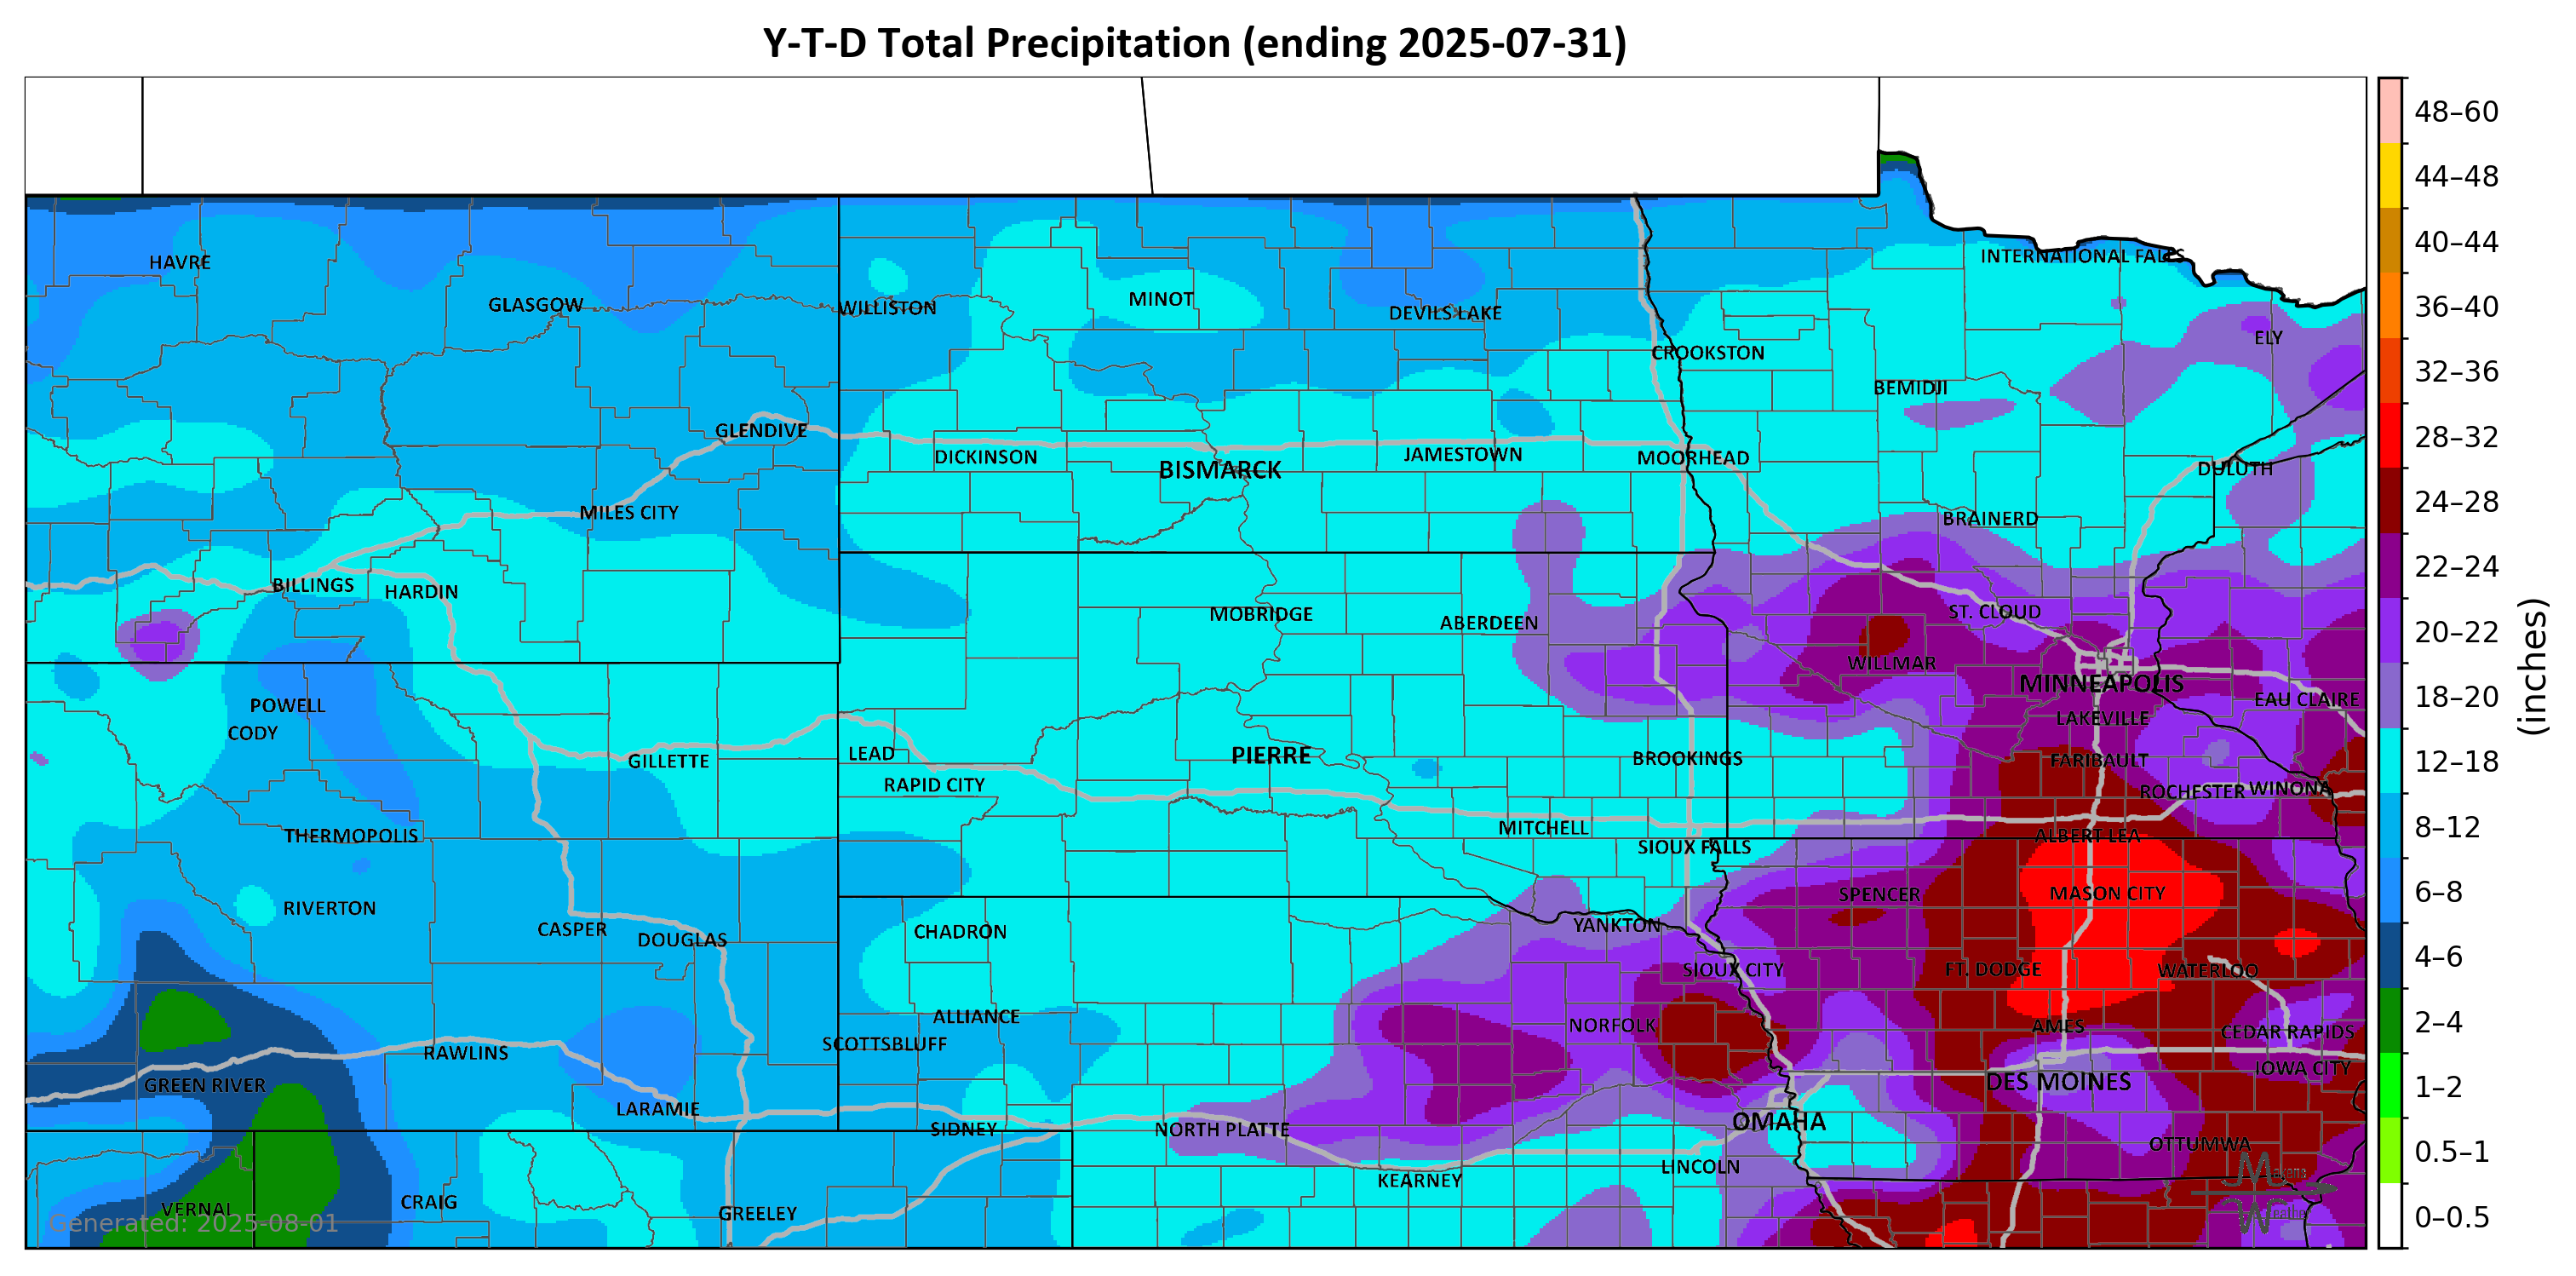 Y-T-D Total Precipitation (ending 2025-07-31)
48–60
44–48
40–44
36–40
32–36
28–32
24–28
22–24
20–22
18–20
12–18
8–12
6–8
4–6
2–4
1–2
0.5–1
0–0.5
(inches)
HAVRE
INTERNATIONAL FALLS
GLASGOW
WILLISTON
MINOT
DEVILS LAKE
ELY
CROOKSTON
BEMIDJI
GLENDIVE
DICKINSON
BISMARCK
JAMESTOWN
MOORHEAD
DULUTH
MILES CITY
BRAINERD
BILLINGS
HARDIN
MOBRIDGE
ABERDEEN
ST. CLOUD
WILLMAR
MINNEAPOLIS
POWELL
EAU CLAIRE
CODY
LAKEVILLE
GILLETTE
LEAD
PIERRE
BROOKINGS
FARIBAULT
RAPID CITY
ROCHESTER
WINONA
THERMOPOLIS
MITCHELL
ALBERT LEA
SIOUX FALLS
RIVERTON
SPENCER
MASON CITY
CASPER
DOUGLAS
CHADRON
YANKTON
SIOUX CITY
FT. DODGE
WATERLOO
ALLIANCE
NORFOLK
AMES
CEDAR RAPIDS
RAWLINS
SCOTTSBLUFF
IOWA CITY
GREEN RIVER
DES MOINES
LARAMIE
SIDNEY
NORTH PLATTE
OMAHA
OTTUMWA
LINCOLN
KEARNEY
VERNAL
CRAIG
GREELEY
Generated: 2025-08-01